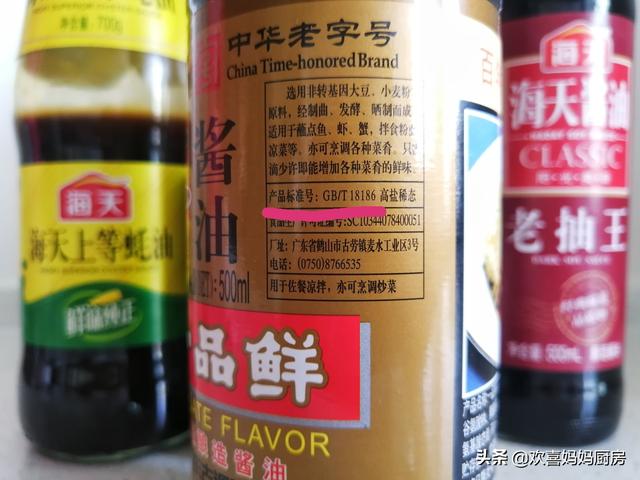 净含量: 700g
海天
海天上等蚝油
鲜味纯正
中华老字号
China Time-honored Brand
酱油
选用非转基因大豆、小麦粉
原料，经制曲、发酵、晒制而成
适用于蘸点鱼、虾、蟹，拌食粉
凉菜等。亦可烹调各种菜肴。只
滴少许即能增加各种菜肴的鲜味。
产品标准号：GB/T18186 高盐稀态
许可证编号:SC10344078400051
厂址：广东省鹤山市古劳镇麦水工业区3号
电话：(0750)8766535
用于佐餐凉拌，亦可烹调炒菜
500ml
品鲜
TE FLAVOR
造酱油
百
海天
海天酱油
CLASSIC
老抽王
净含量: 500mL
头条 @欢喜妈妈厨房